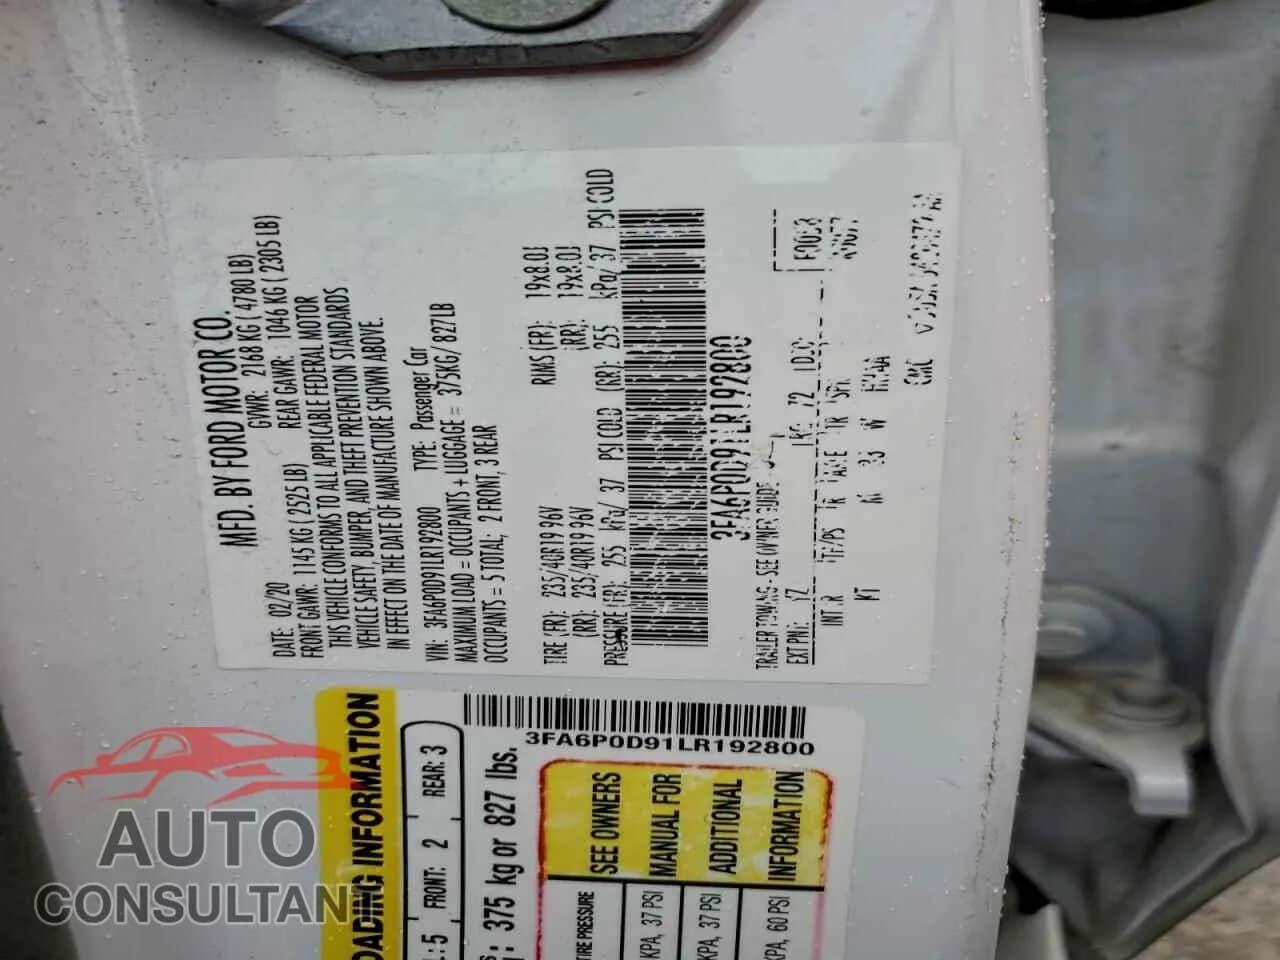 MFD. BY FORD MOTOR CO.
DATE: 02/20 GVWR: 2168 KG ( 4780 LB)
FRONT GAWR: 1145 KG ( 2525 LB) REAR GAWR: 1046 KG ( 2305 LB)
THIS VEHICLE CONFORMS TO ALL APPLICABLE FEDERAL MOTOR
VEHICLE SAFETY, BUMPER, AND THEFT PREVENTION STANDARDS
IN EFFECT ON THE DATE OF MANUFACTURE SHOWN ABOVE.
VIN: 3FA6P0D91LR192800 TYPE: Passenger Car
MAXIMUM LOAD = OCCUPANTS + LUGGAGE = 375KG/ 827LB
OCCUPANTS = 5 TOTAL; 2 FRONT, 3 REAR
TIRE (FR): 235/40R19 96V RIMS (FR): 19x8.0J
(RR): 235/40R19 96V (RR): 19x8.0J
PRESSURE (FR): 255 kPa/ 37 PSI COLD (RR): 255 kPa/ 37 PSI COLD
3FA6P0D91LR192800
TRAILER TOWING - SEE OWNER GUIDE
EXT PNT: YZ
3FA6P0D91LR192800
LOADING INFORMATION
: 5 FRONT: 2 REAR: 3
: 375 kg or 827 lbs.
TIRE PRESSURE SEE OWNERS
KPA, 37 PSI MANUAL FOR
KPA, 37 PSI ADDITIONAL
KPA, 60 PSI INFORMATION
AUTO
CONSULTANT